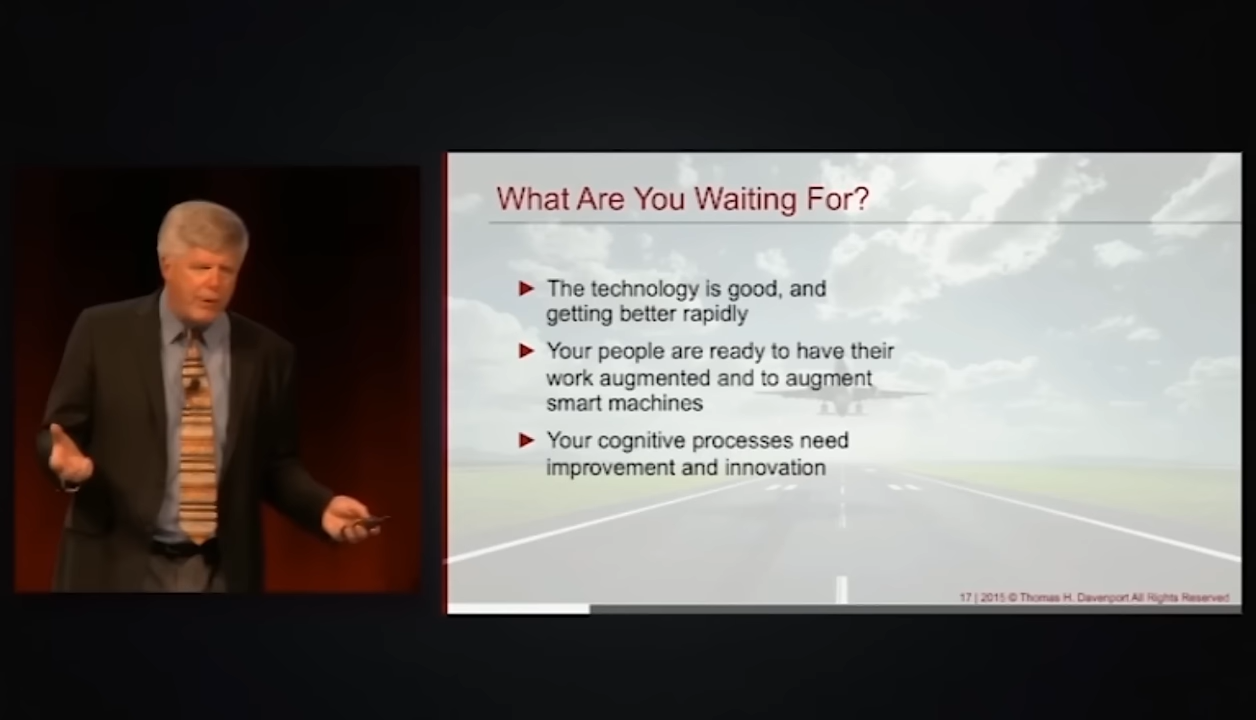 What Are You Waiting For?
The technology is good, and
getting better rapidly
Your people are ready to have their
work augmented and to augment
smart machines
Your cognitive processes need
improvement and innovation
17 | 2015 © Thomas H. Davenport All Rights Reserved